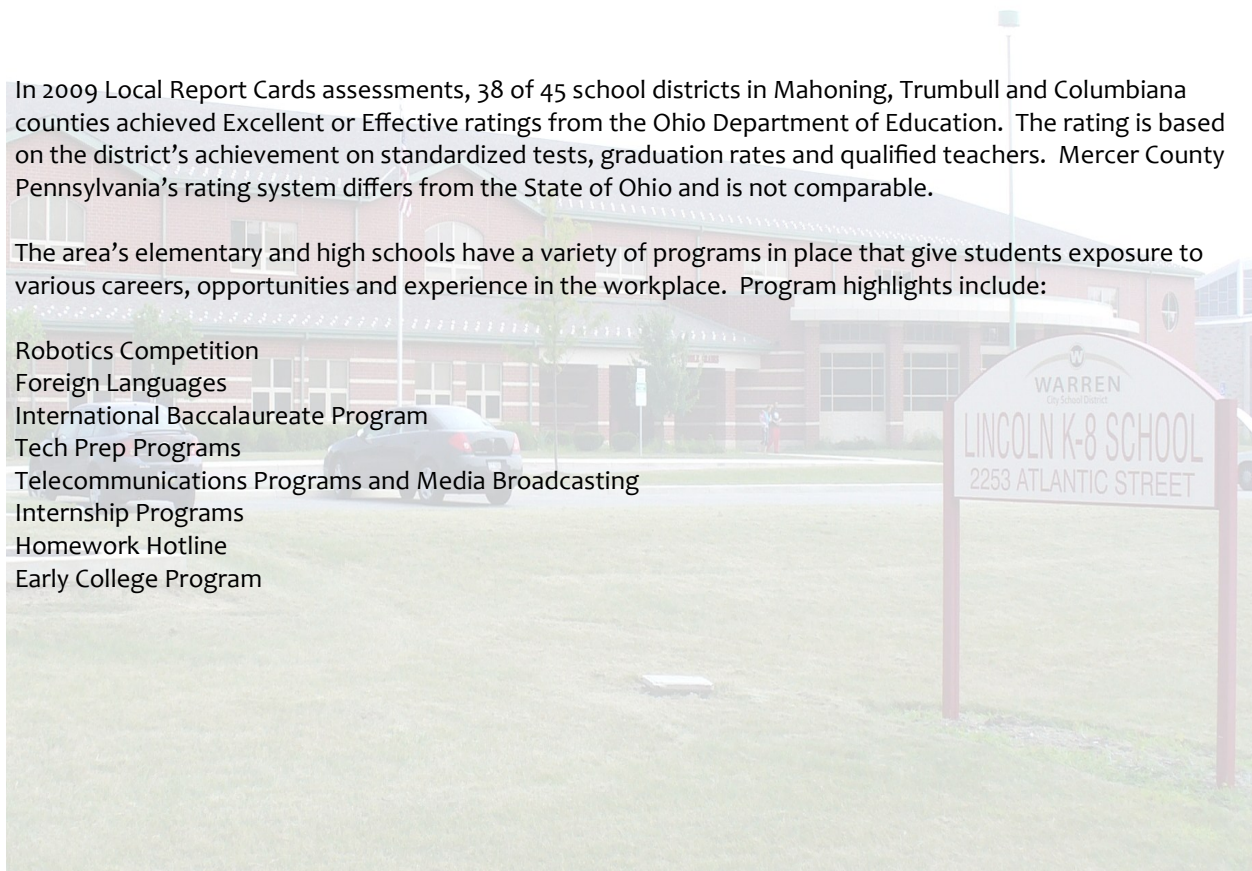 In 2009 Local Report Cards assessments, 38 of 45 school districts in Mahoning, Trumbull and Columbiana
counties achieved Excellent or Effective ratings from the Ohio Department of Education.  The rating is based
on the district's achievement on standardized tests, graduation rates and qualified teachers.  Mercer County
Pennsylvania's rating system differs from the State of Ohio and is not comparable.
The area's elementary and high schools have a variety of programs in place that give students exposure to
various careers, opportunities and experience in the workplace.  Program highlights include:
Robotics Competition
Foreign Languages
International Baccalaureate Program
Tech Prep Programs
Telecommunications Programs and Media Broadcasting
Internship Programs
Homework Hotline
Early College Program
W
WARREN
City School District
LINCOLN K-8 SCHOOL
2253 ATLANTIC STREET